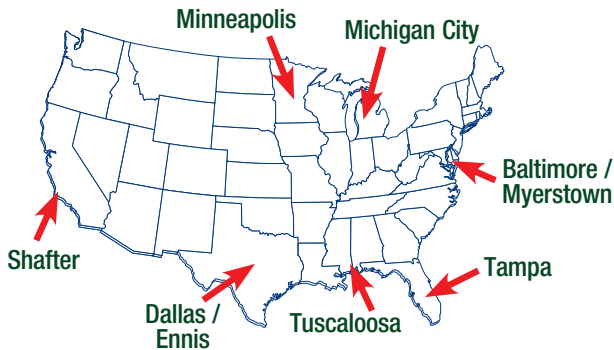 Minneapolis
Michigan City
Baltimore /
Myerstown
Shafter
Tampa
Dallas /
Ennis
Tuscaloosa